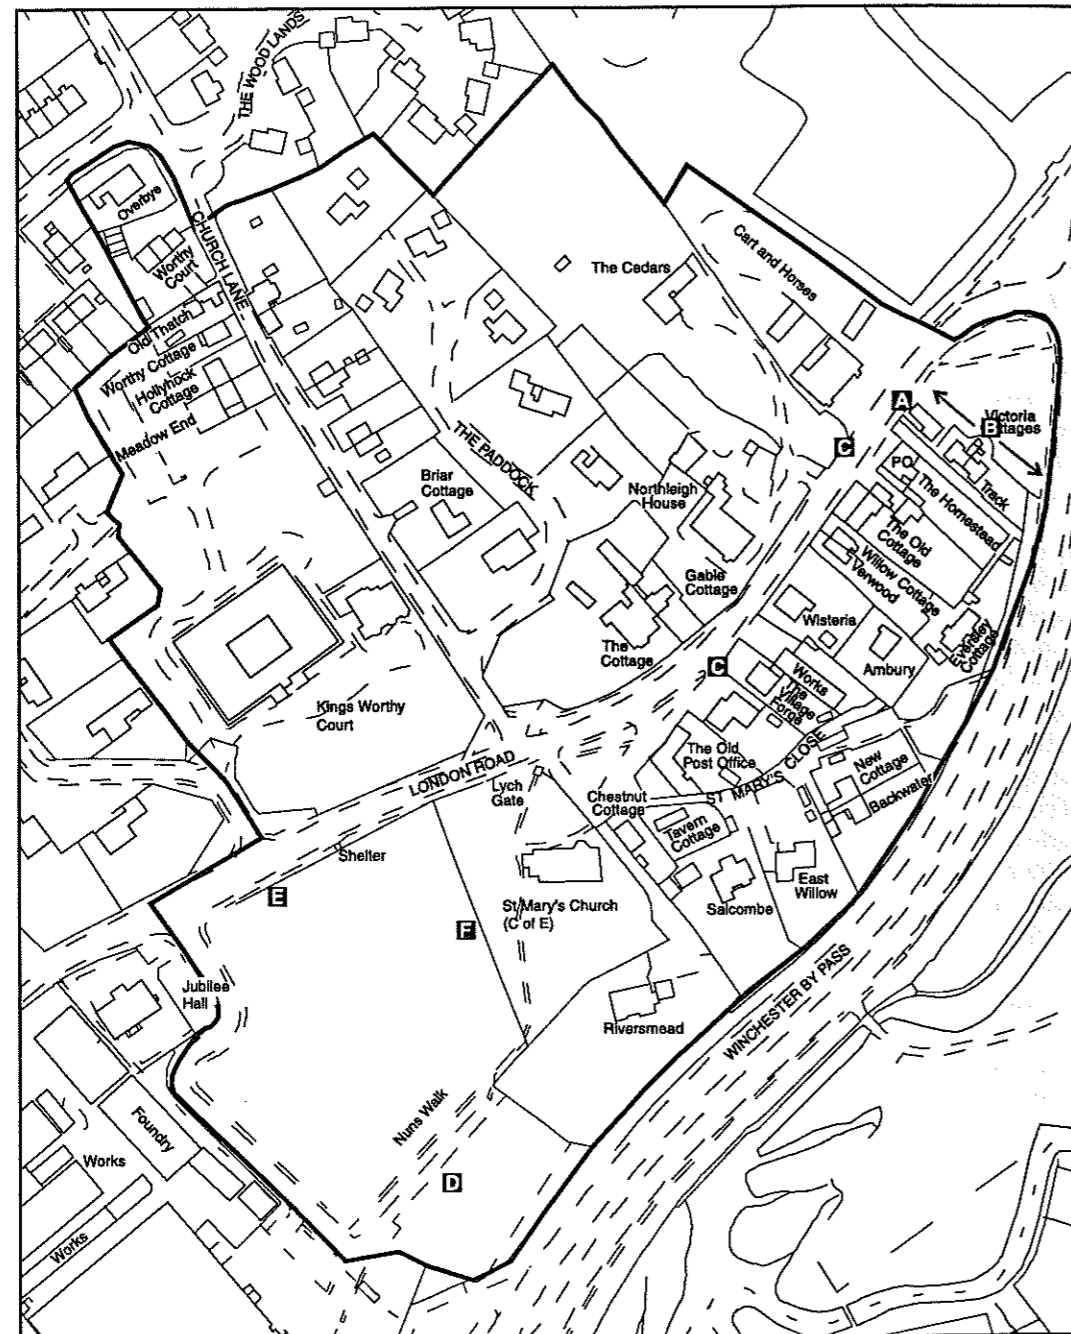 THE WOOD LANDS
Overbye
CHURCH LANE
Worthy
Court
Cart and Horses
The Cedars
Old Thatch
Worthy Cottage
Hollyhock
Cottage
Meadow End
A
B
Victoria
Cottages
C
THE PADDOCK
Briar
Cottage
Northleigh
House
PO
Track
The Homestead
The Old
Cottage
Willow Cottage
Verwood
Gable
Cottage
Wisteria
The
Cottage
C
Ambury
Eversley
Cottage
Works
The
Village
Forge
Kings Worthy
Court
LONDON ROAD
The Old
Post Office
ST MARY'S CLOSE
New
Cottage
Backwater
Lych
Gate
Chestnut
Cottage
Tavern
Cottage
Shelter
East
Willow
E
St Mary's Church
(C of E)
Salcombe
F
Jubilee
Hall
Riversmead
WINCHESTER BY PASS
Nuns Walk
Foundry
Works
D
Works